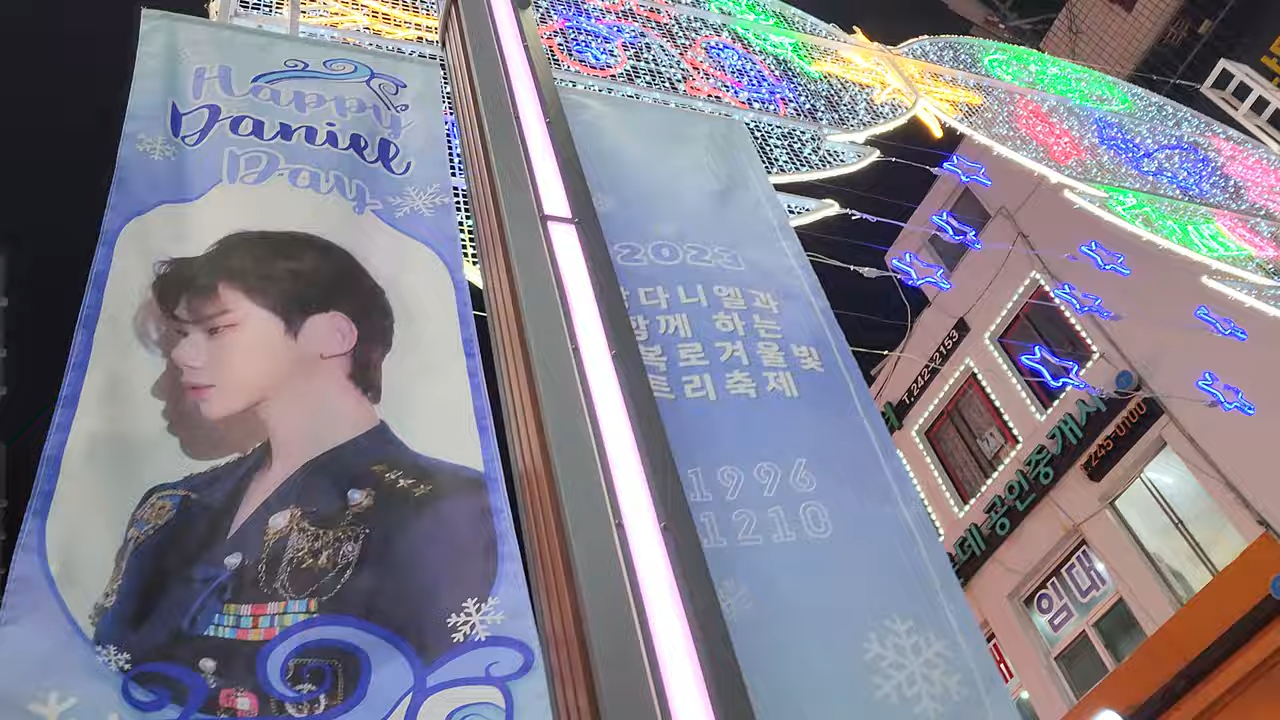 Happy
Daniel
Day
2023
다니엘과
함께 하는
복로거울빛
트리축제
1996
1210
T.242-2153
공인중개사
245-0100
임대